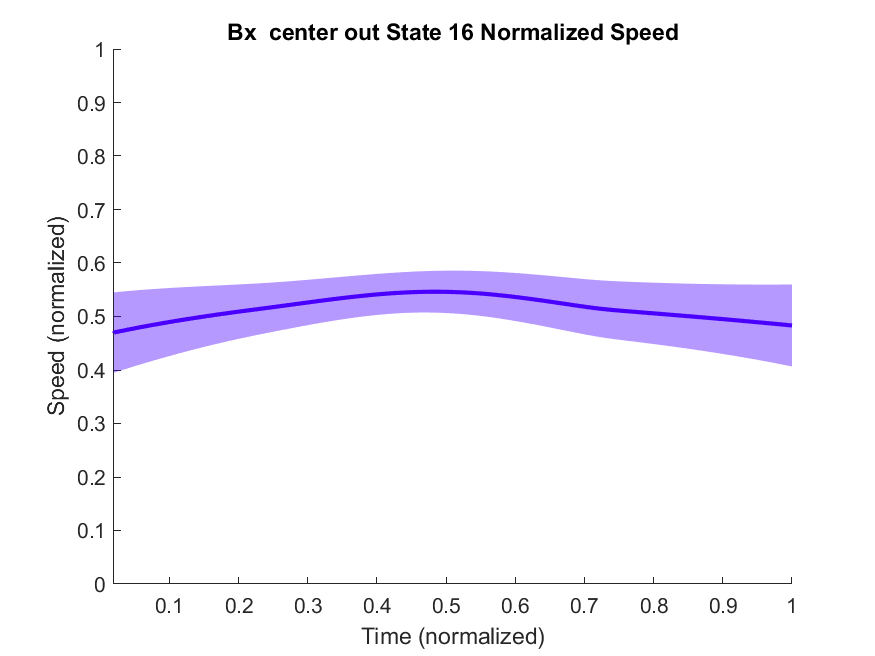 Bx  center out State 16 Normalized Speed
1
0.9
0.8
0.7
0.6
0.5
0.4
0.3
0.2
0.1
0
Speed (normalized)
0.1 0.2 0.3 0.4 0.5 0.6 0.7 0.8 0.9 1
Time (normalized)